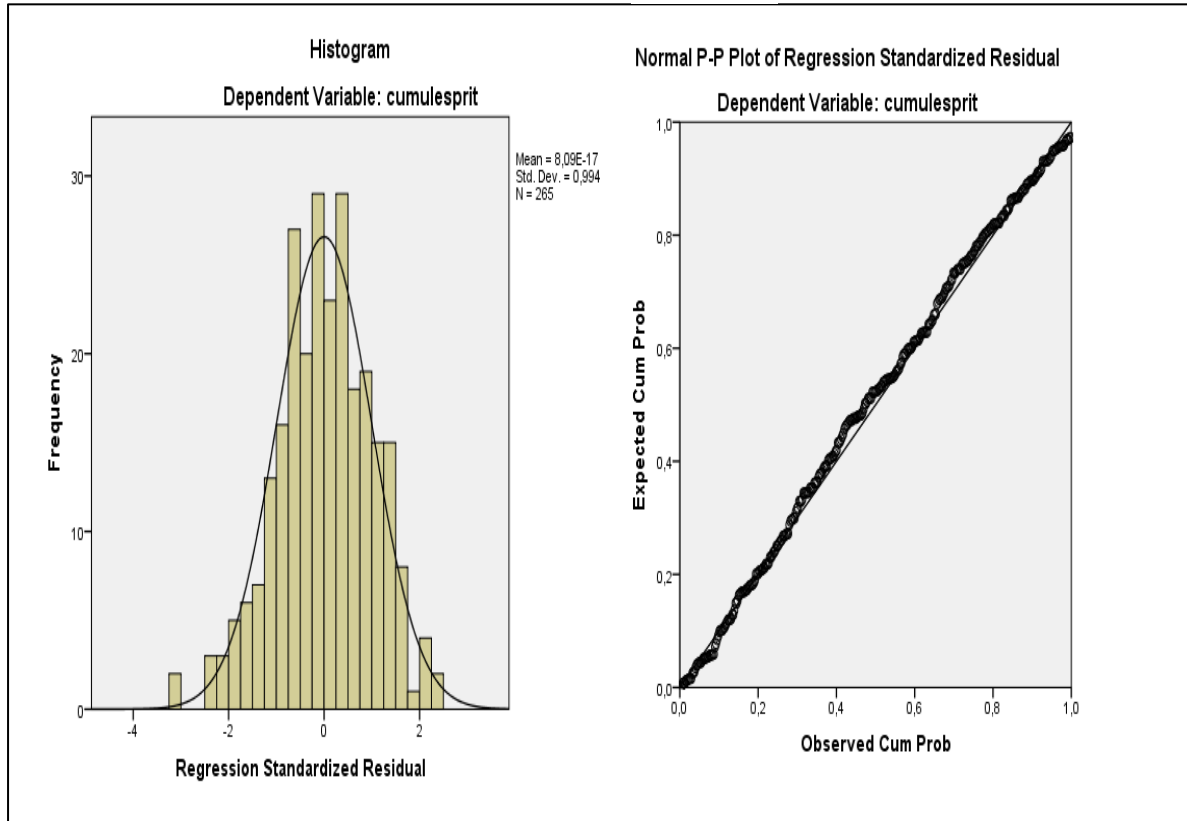 Histogram
Dependent Variable: cumulesprit
Mean = 8,09E-17
Std. Dev. = 0,994
N = 265
Frequency
30
20
10
0
-4 -2 0 2
Regression Standardized Residual
Normal P-P Plot of Regression Standardized Residual
Dependent Variable: cumulesprit
Expected Cum Prob
1,0
0,8
0,6
0,4
0,2
0,0
0,0 0,2 0,4 0,6 0,8 1,0
Observed Cum Prob